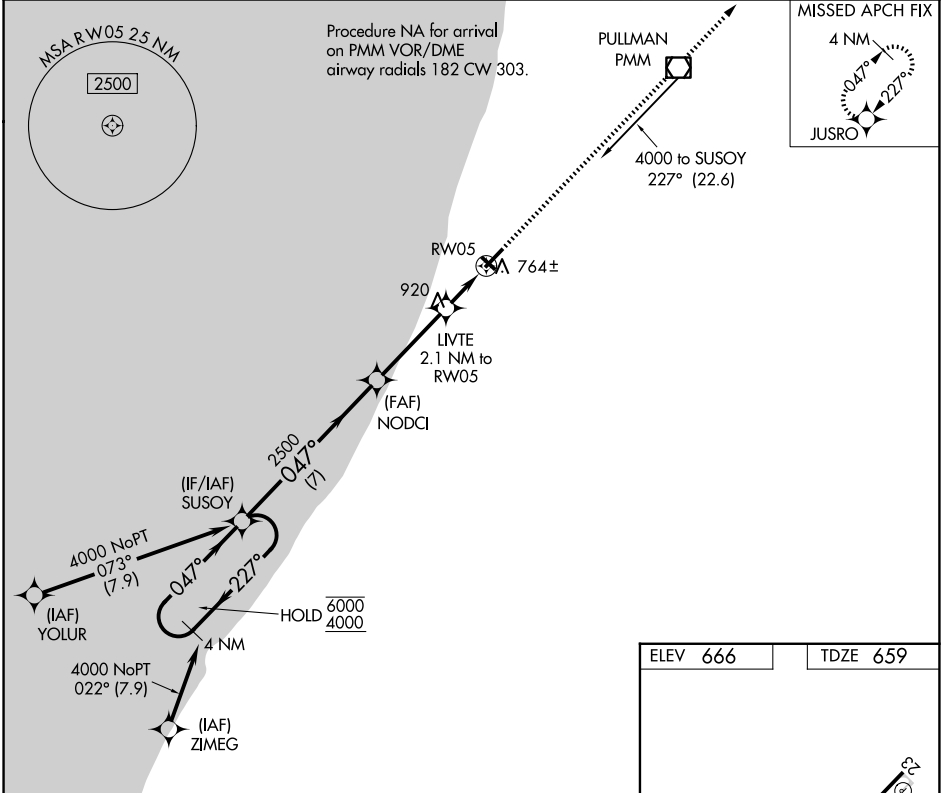 MSA RW05 25 NM
2500
Procedure NA for arrival
on PMM VOR/DME
airway radials 182 CW 303.
PULLMAN
PMM
MISSED APCH FIX
4 NM
047°
227°
JUSRO
4000 to SUSOY
227° (22.6)
RW05
764±
920
LIVTE
2.1 NM to
RW05
(FAF)
NODCI
2500
047°
(7)
(IF/IAF)
SUSOY
4000 NoPT
073°
(7.9)
(IAF)
YOLUR
047°
227°
HOLD 6000
4000
4 NM
4000 NoPT
022° (7.9)
(IAF)
ZIMEG
ELEV 666
TDZE 659
23